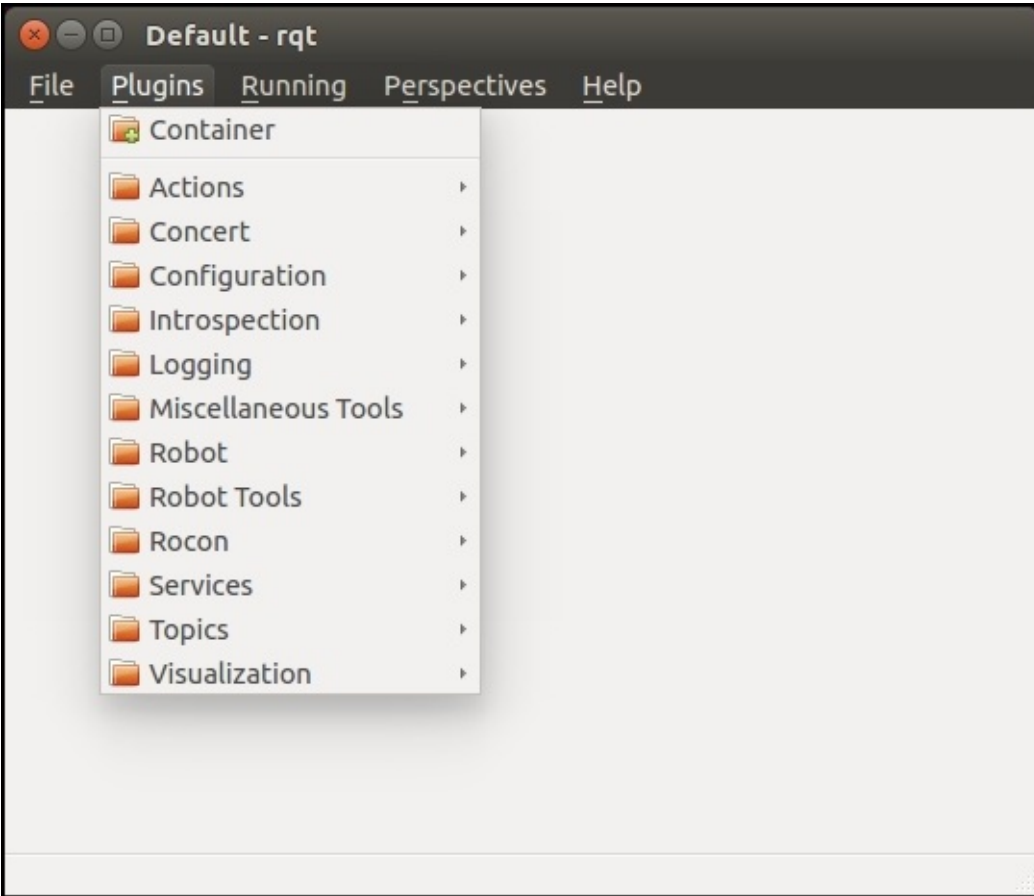 Default - rqt
File Plugins Running Perspectives Help
Container
Actions
Concert
Configuration
Introspection
Logging
Miscellaneous Tools
Robot
Robot Tools
Rocon
Services
Topics
Visualization